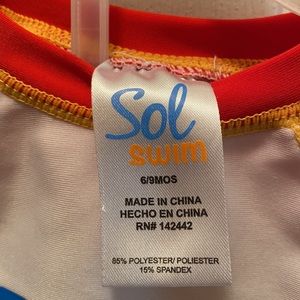 Sol
swim
6/9MOS
MADE IN CHINA
HECHO EN CHINA
RN# 142442
85% POLYESTER/ POLIESTER
15% SPANDEX